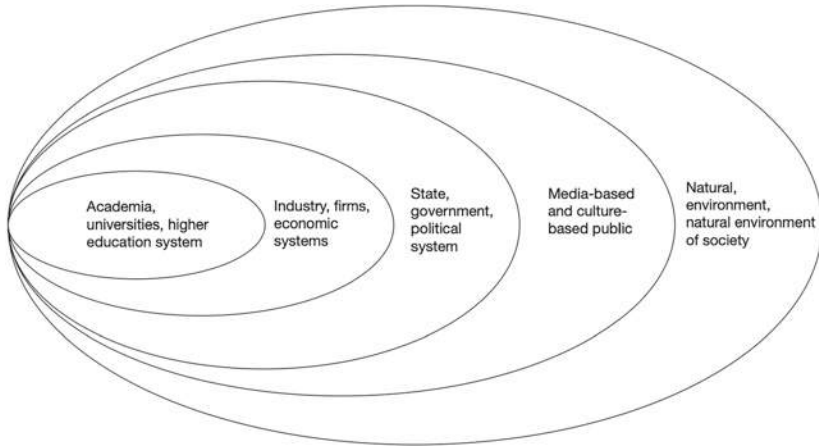 Academia,
universities, higher
education system
Industry, firms,
economic
systems
State,
government,
political
system
Media-based
and culture-
based public
Natural,
environment,
natural environment
of society